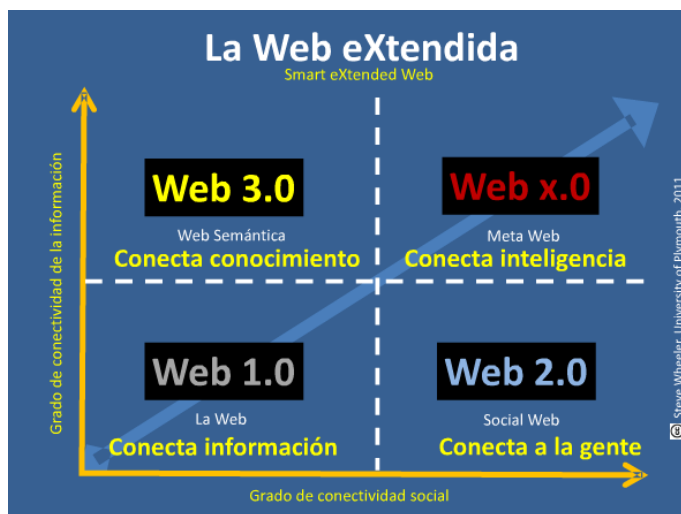 La Web eXtendida
Smart eXtended Web
Grado de conectividad de la información
Web 3.0
Web Semántica
Conecta conocimiento
Web x.0
Meta Web
Conecta inteligencia
Web 1.0
La Web
Conecta información
Web 2.0
Social Web
Conecta a la gente
Grado de conectividad social
Steve Wheeler, University of Plymouth, 2011